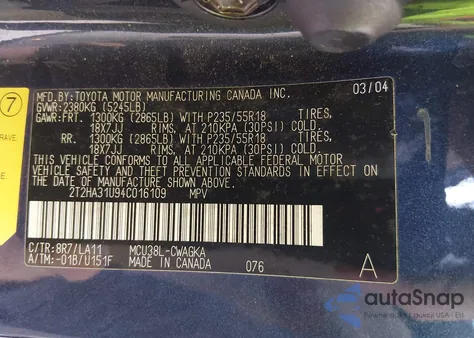 MFD.BY:TOYOTA MOTOR MANUFACTURING CANADA INC. 03/04
GVWR:2380KG (5245LB)
GAWR:FRT. 1300KG (2865LB) WITH P235/55R18 TIRES,
18X7JJ RIMS, AT 210KPA (30PSI) COLD.
RR. 1300KG (2865LB) WITH P235/55R18 TIRES,
18X7JJ RIMS, AT 210KPA (30PSI) COLD.
THIS VEHICLE CONFORMS TO ALL APPLICABLE FEDERAL MOTOR
VEHICLE SAFETY AND THEFT PREVENTION STANDARDS IN EFFECT
ON THE DATE OF MANUFACTURE SHOWN ABOVE.
2T2HA31U94C016109 MPV
C/TR:8R7/LA11 MCU38L-CWAGKA
A/TM:-01B/U151F MADE IN CANADA 076 A
7
RAVE.
autoSnap